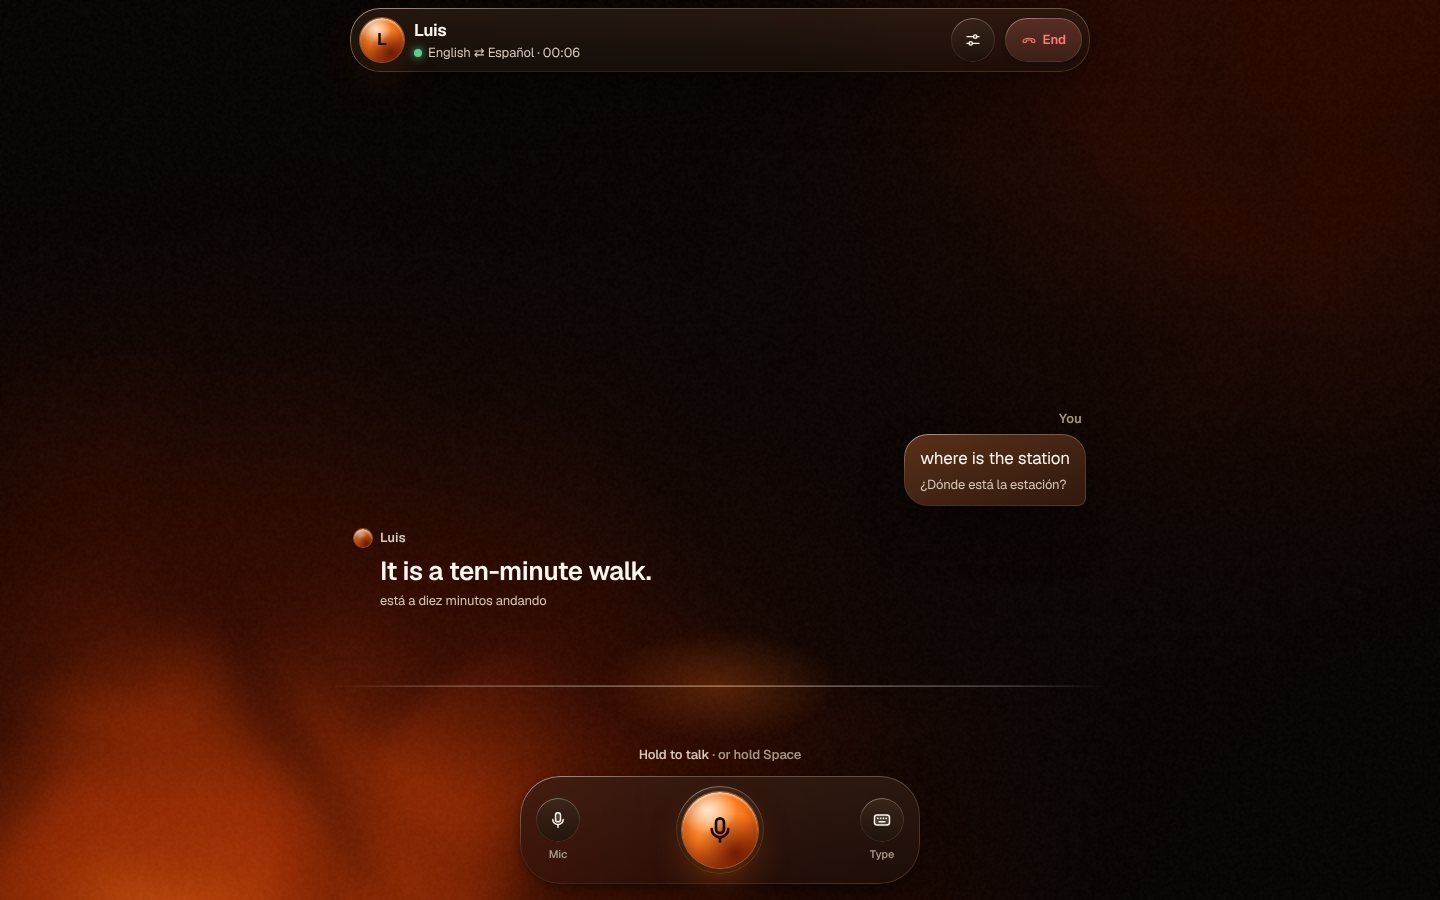 L
Luis
English ⇄ Español · 00:06
End
You
where is the station
¿Dónde está la estación?
Luis
It is a ten-minute walk.
está a diez minutos andando
Hold to talk · or hold Space
Mic
Type